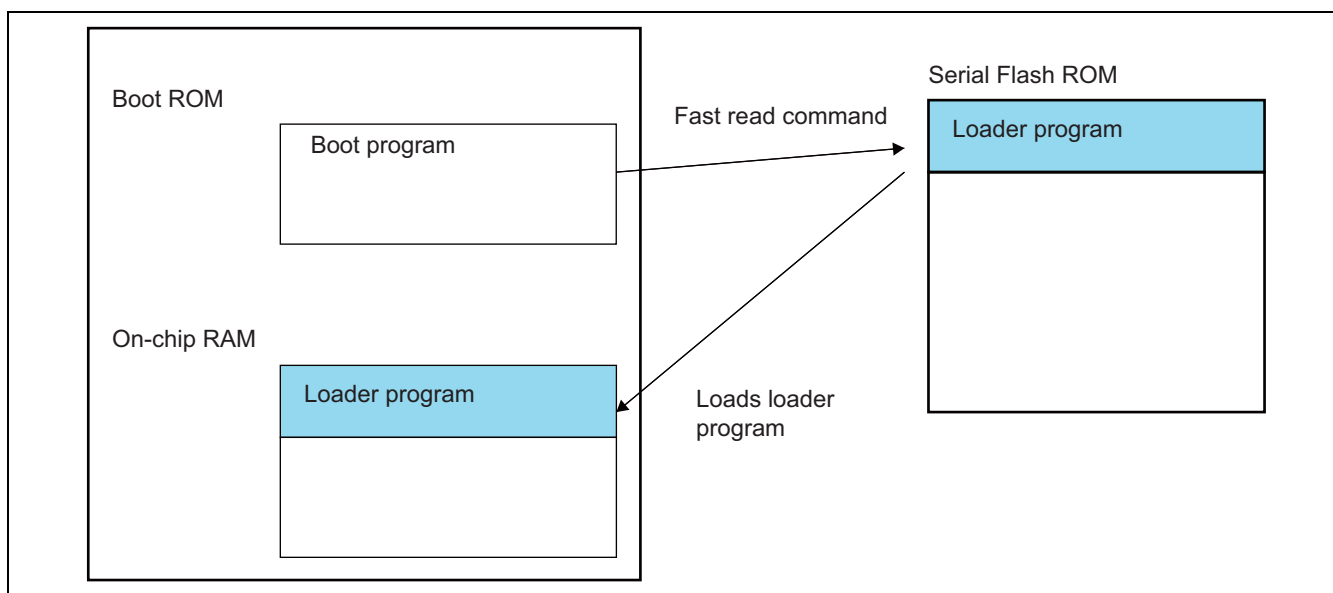 Boot ROM
Boot program
Fast read command
Serial Flash ROM
Loader program
On-chip RAM
Loader program
Loads loader
program